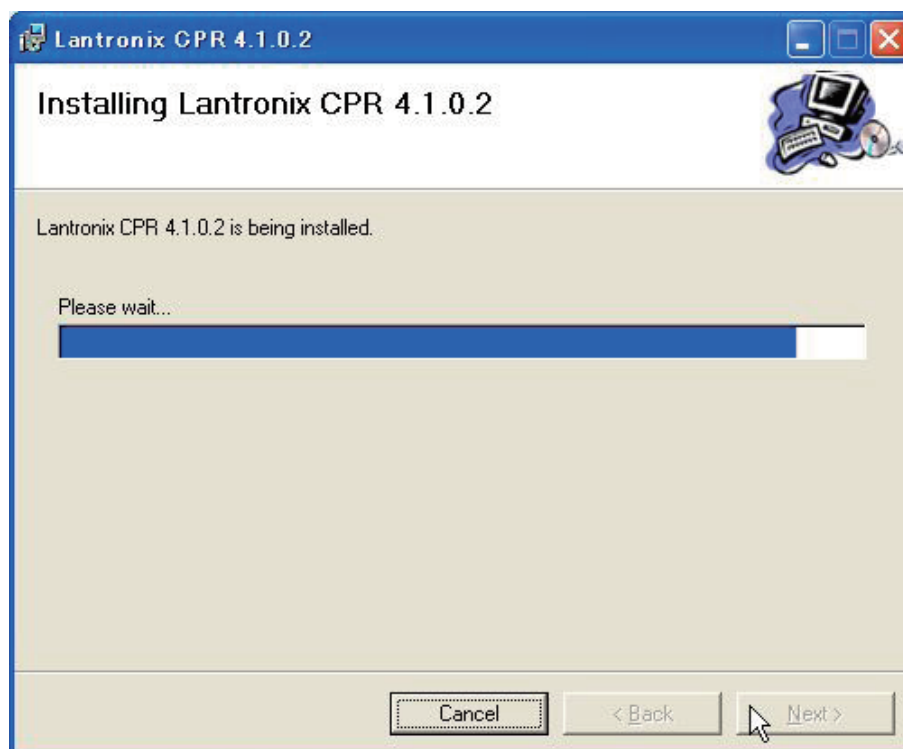 Lantronix CPR 4.1.0.2
Installing Lantronix CPR 4.1.0.2
Lantronix CPR 4.1.0.2 is being installed.
Please wait...
Cancel < Back Next >